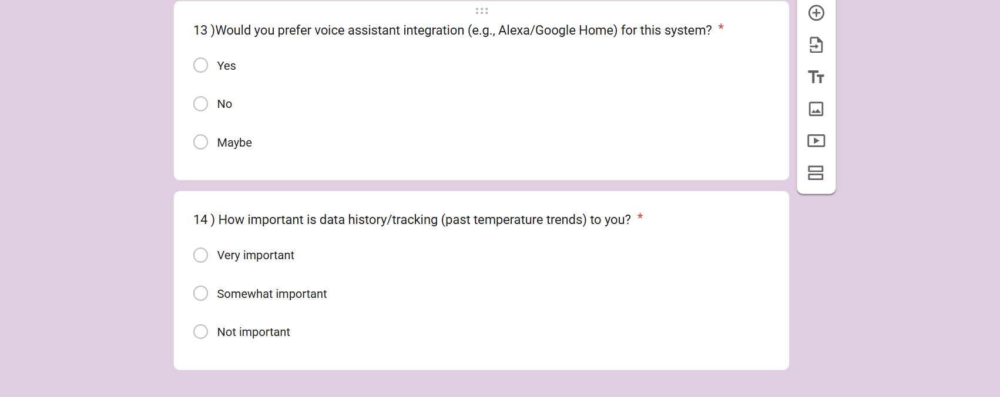 13 )Would you prefer voice assistant integration (e.g., Alexa/Google Home) for this system? *
Yes
No
Maybe
14 ) How important is data history/tracking (past temperature trends) to you? *
Very important
Somewhat important
Not important